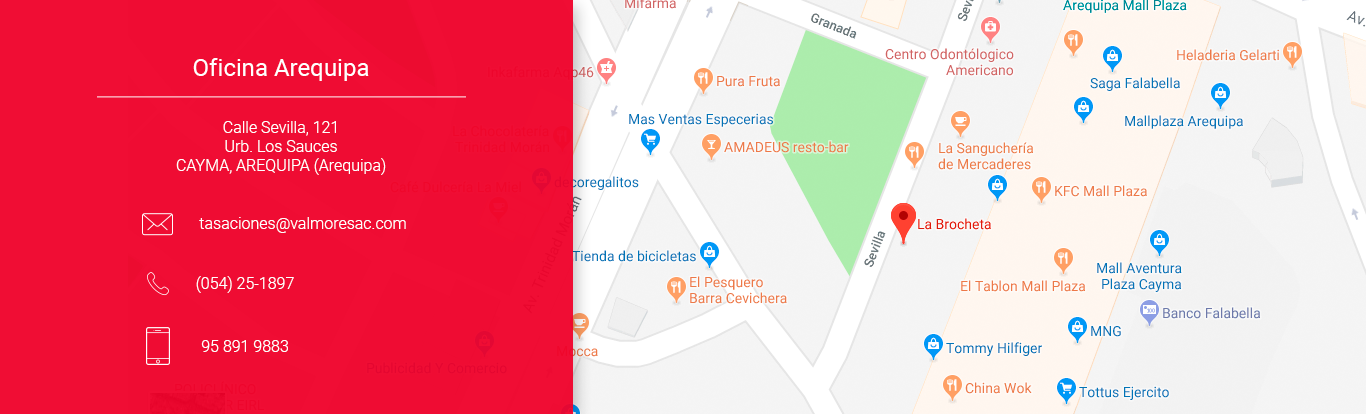 Oficina Arequipa
Calle Sevilla, 121
Urb. Los Sauces
CAYMA, AREQUIPA (Arequipa)
tasaciones@valmoresac.com
(054) 25-1897
95 891 9883
Mifarma
Granada
Sevilla
Arequipa Mall Plaza
Av.
Centro Odontólogico
Americano
Heladeria Gelarti
Pura Fruta
Saga Falabella
Mas Ventas Especerias
Mallplaza Arequipa
AMADEUS resto-bar
La Sanguchería
de Mercaderes
decoregalitos
KFC Mall Plaza
La Brocheta
Sevilla
Tienda de bicicletas
Mall Aventura
Plaza Cayma
El Pesquero
Barra Cevichera
El Tablon Mall Plaza
Banco Falabella
MNG
Tommy Hilfiger
Mocca
Publicidad Y Comercio
China Wok
Tottus Ejercito